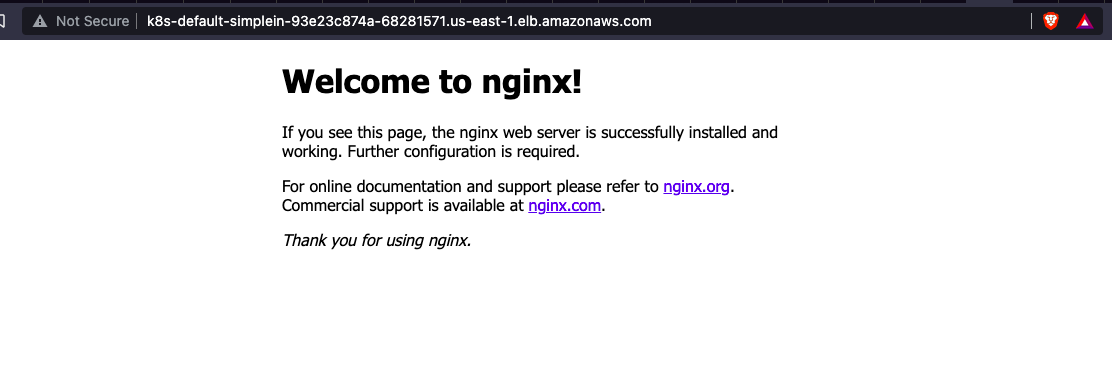 Not Secure k8s-default-simplein-93e23c874a-68281571.us-east-1.elb.amazonaws.com
Welcome to nginx!
If you see this page, the nginx web server is successfully installed and
working. Further configuration is required.
For online documentation and support please refer to nginx.org.
Commercial support is available at nginx.com.
Thank you for using nginx.